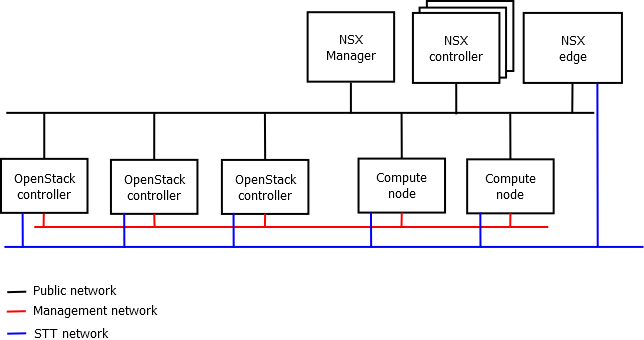 NSX
Manager
NSX
controller
NSX
edge
OpenStack
controller
OpenStack
controller
OpenStack
controller
Compute
node
Compute
node
Public network
Management network
STT network